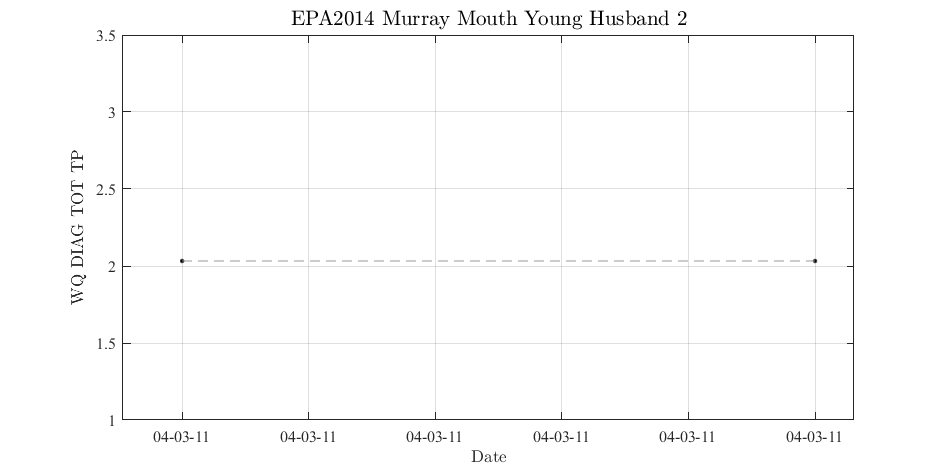 EPA2014 Murray Mouth Young Husband 2
3.5
3
2.5
2
1.5
1
WQ DIAG TOT TP
04-03-11 04-03-11 04-03-11 04-03-11 04-03-11 04-03-11
Date